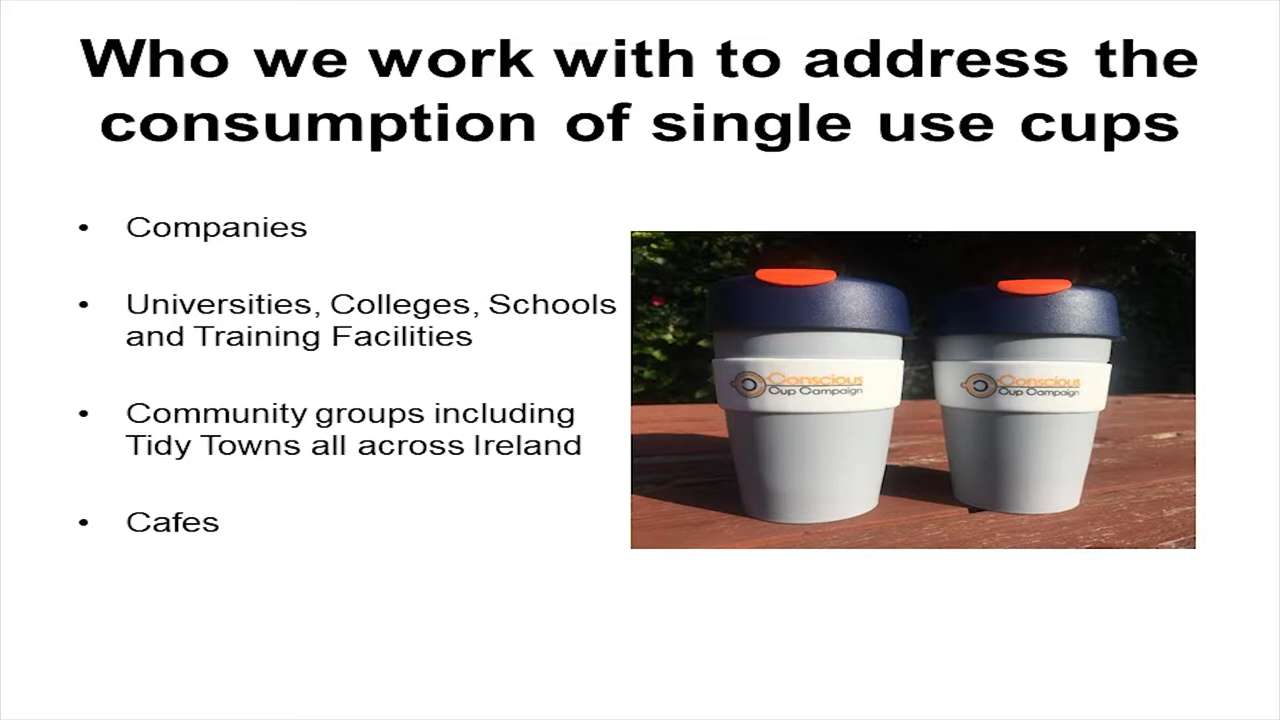 Who we work with to address the
consumption of single use cups
• Companies
• Universities, Colleges, Schools
and Training Facilities
• Community groups including
Tidy Towns all across Ireland
• Cafes
Conscious
Cup Campaign
Conscious
Cup Campaign